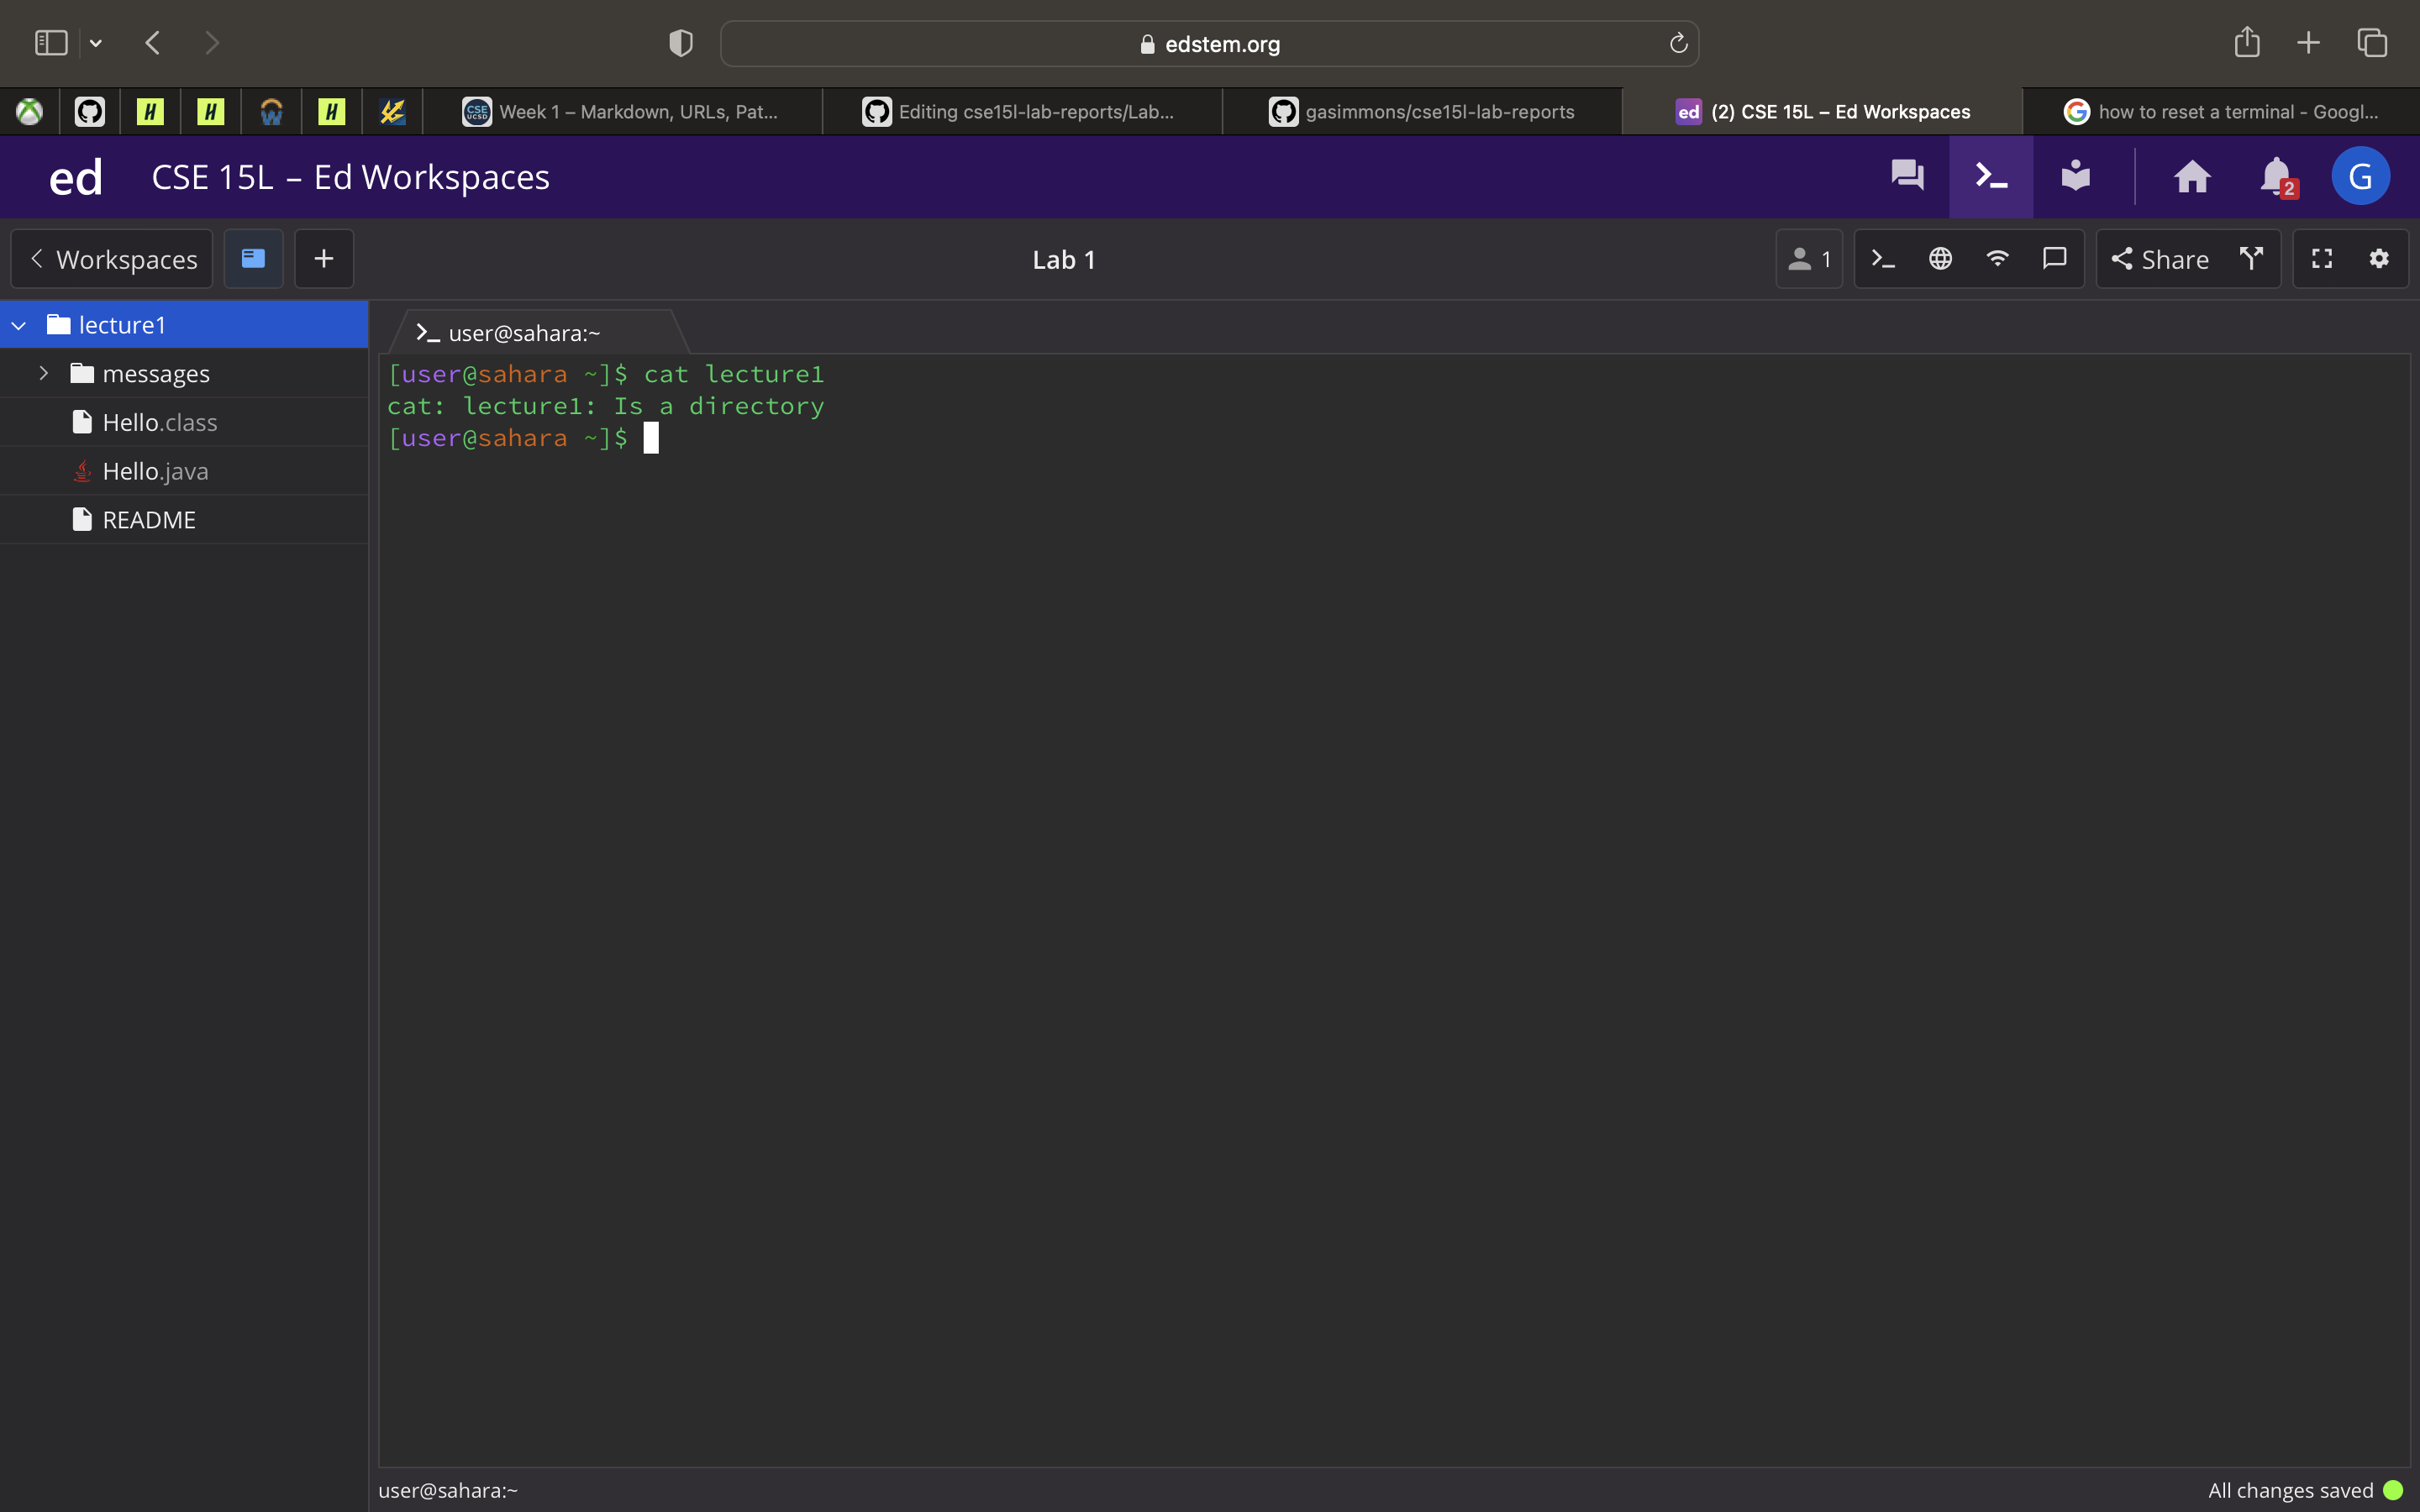 edstem.org
Week 1 – Markdown, URLs, Pat...
Editing cse15l-lab-reports/Lab...
gasimmons/cse15l-lab-reports
(2) CSE 15L – Ed Workspaces
how to reset a terminal - Googl...
ed CSE 15L – Ed Workspaces 2 G
Workspaces Lab 1 1 Share
lecture1
messages
Hello.class
Hello.java
README
user@sahara:~
[user@sahara ~]$ cat lecture1
cat: lecture1: Is a directory
[user@sahara ~]$
user@sahara:~ All changes saved